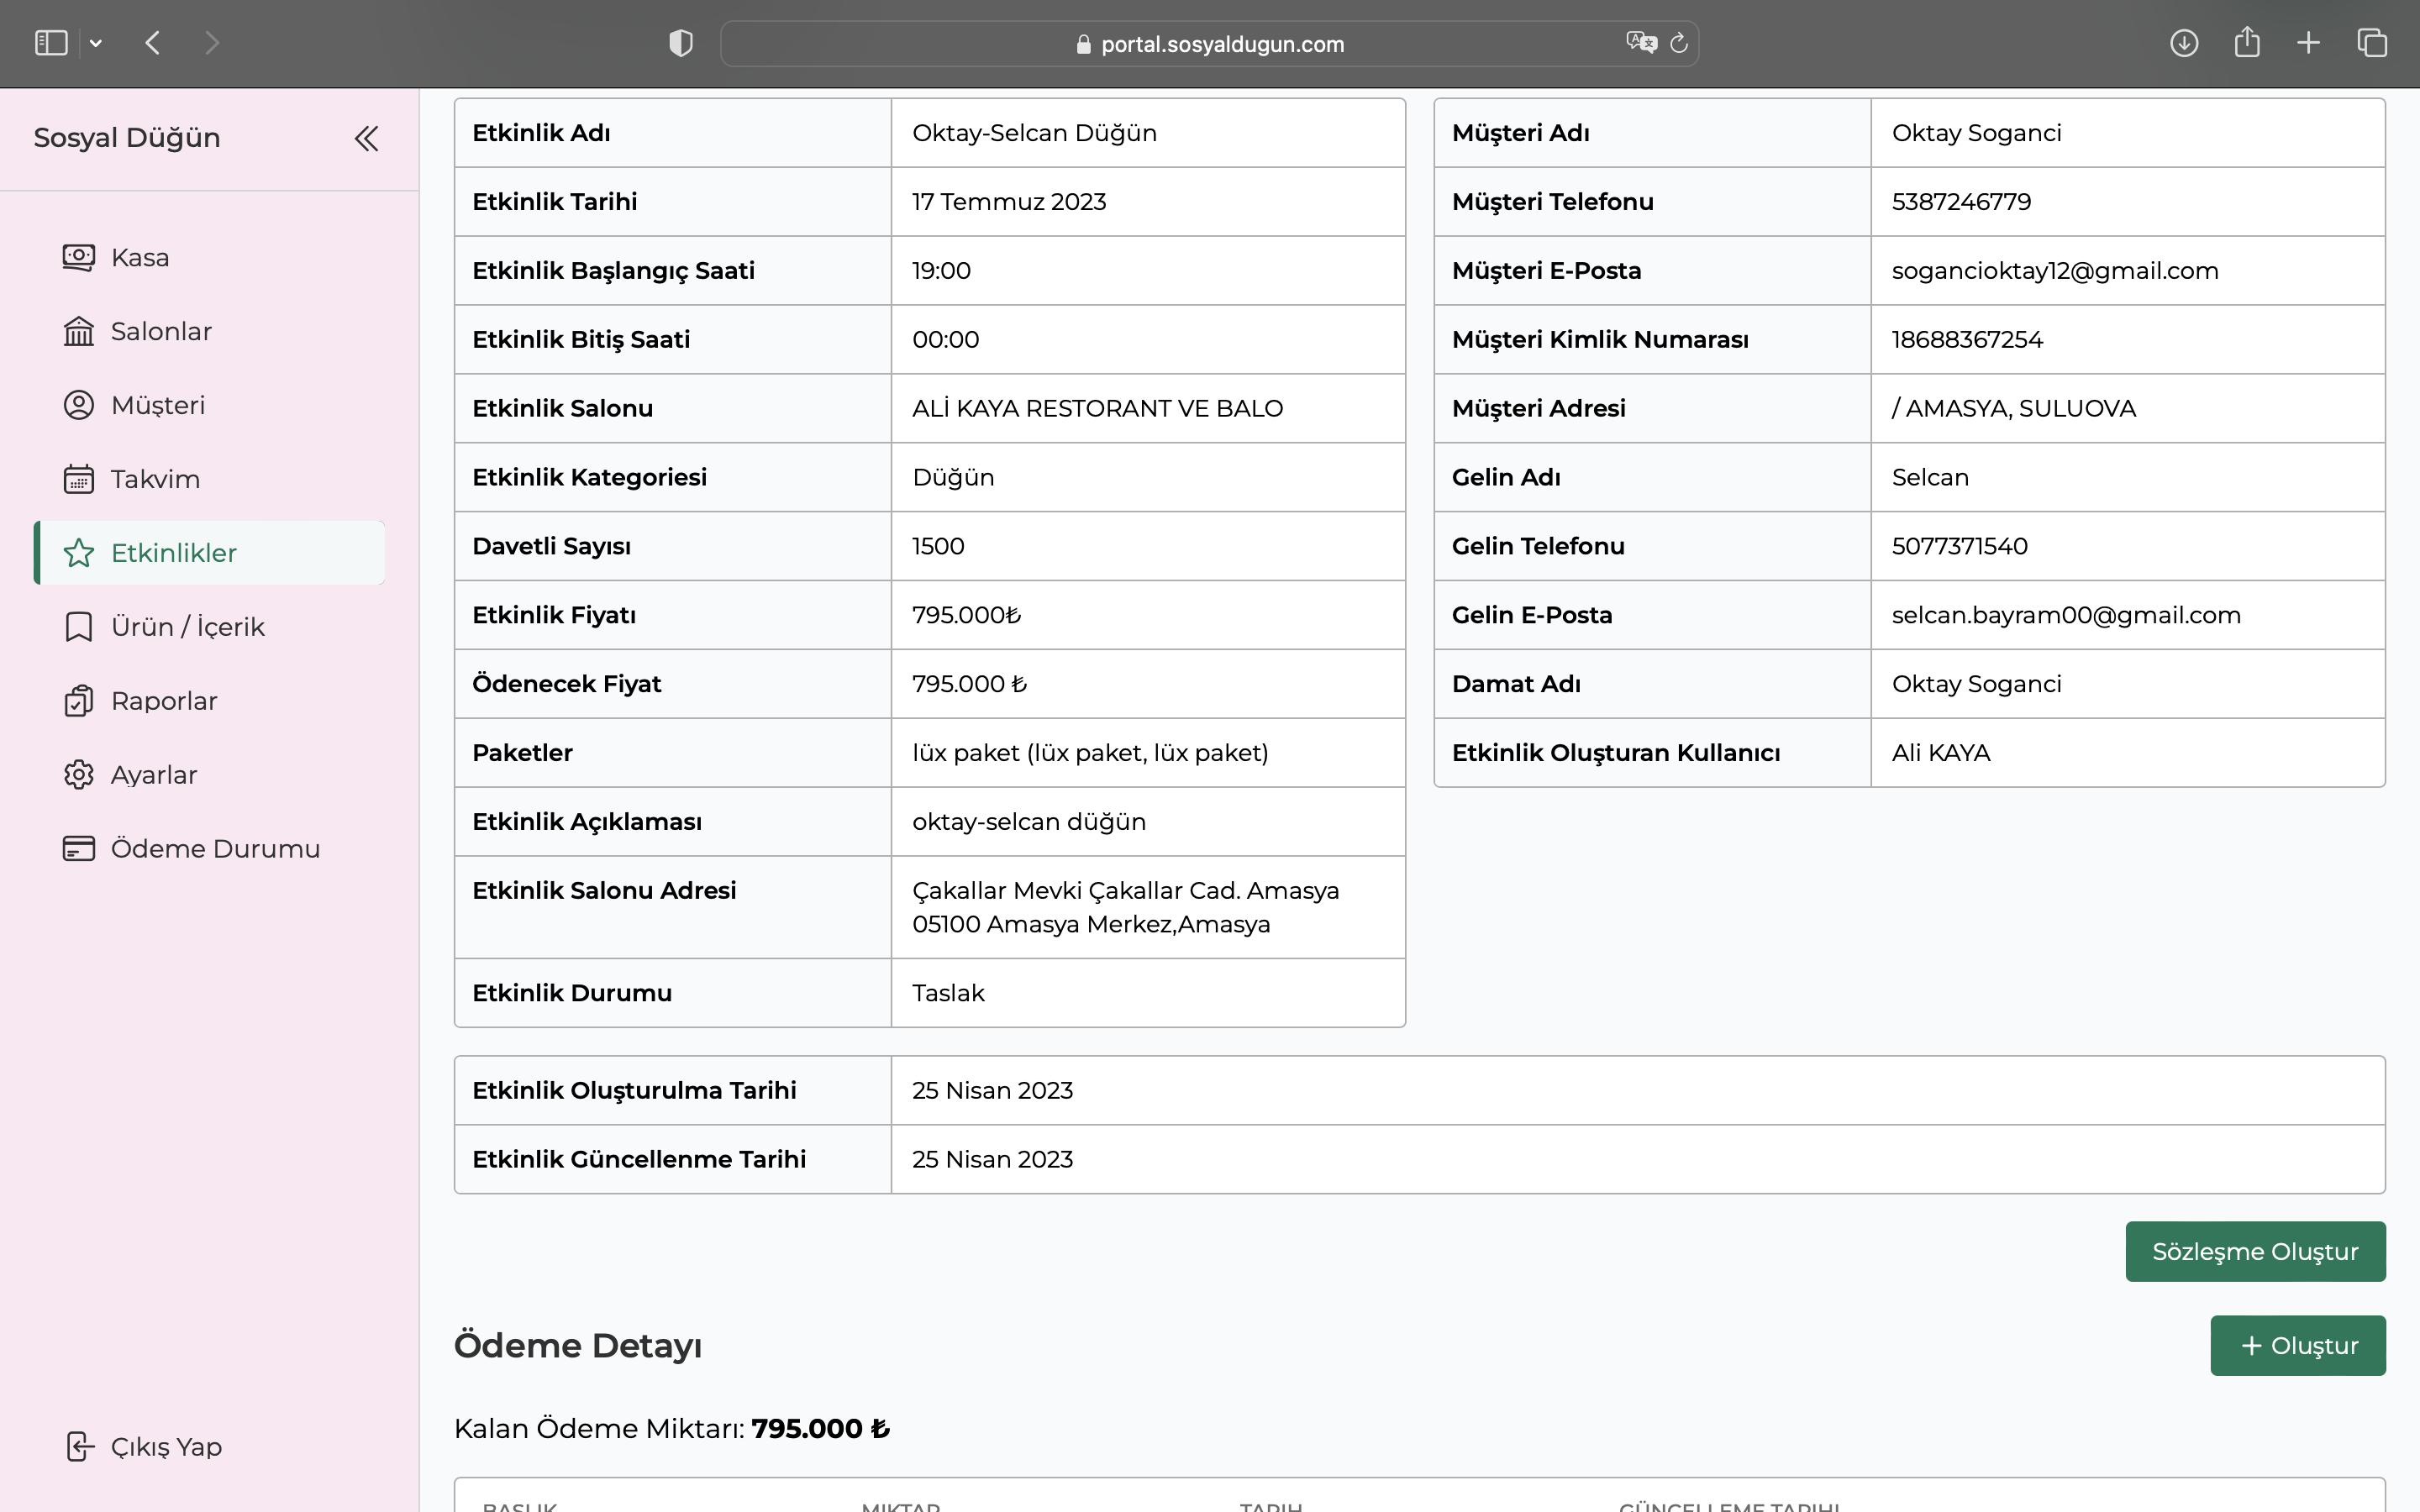 portal.sosyaldugun.com
Sosyal Düğün
Kasa
Salonlar
Müşteri
Takvim
Etkinlikler
Ürün / İçerik
Raporlar
Ayarlar
Ödeme Durumu
Çıkış Yap
Etkinlik Adı Oktay-Selcan Düğün
Etkinlik Tarihi 17 Temmuz 2023
Etkinlik Başlangıç Saati 19:00
Etkinlik Bitiş Saati 00:00
Etkinlik Salonu ALİ KAYA RESTORANT VE BALO
Etkinlik Kategoriesi Düğün
Davetli Sayısı 1500
Etkinlik Fiyatı 795.000₺
Ödenecek Fiyat 795.000 ₺
Paketler lüx paket (lüx paket, lüx paket)
Etkinlik Açıklaması oktay-selcan düğün
Etkinlik Salonu Adresi Çakallar Mevki Çakallar Cad. Amasya
05100 Amasya Merkez,Amasya
Etkinlik Durumu Taslak
Müşteri Adı Oktay Soganci
Müşteri Telefonu 5387246779
Müşteri E-Posta sogancioktay12@gmail.com
Müşteri Kimlik Numarası 18688367254
Müşteri Adresi / AMASYA, SULUOVA
Gelin Adı Selcan
Gelin Telefonu 5077371540
Gelin E-Posta selcan.bayram00@gmail.com
Damat Adı Oktay Soganci
Etkinlik Oluşturan Kullanıcı Ali KAYA
Etkinlik Oluşturulma Tarihi 25 Nisan 2023
Etkinlik Güncellenme Tarihi 25 Nisan 2023
Sözleşme Oluştur
Ödeme Detayı
+ Oluştur
Kalan Ödeme Miktarı: 795.000 ₺
BAŞLIK MIKTAR TARIH GÜNCELLEME TARIHI